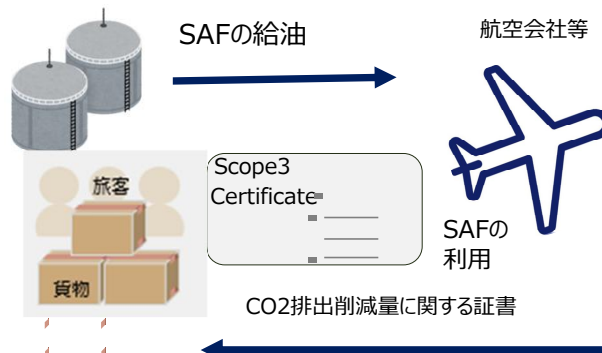 SAFの給油
航空会社等
旅客
貨物
Scope3
Certificate
SAFの
利用
CO2排出削減量に関する証書